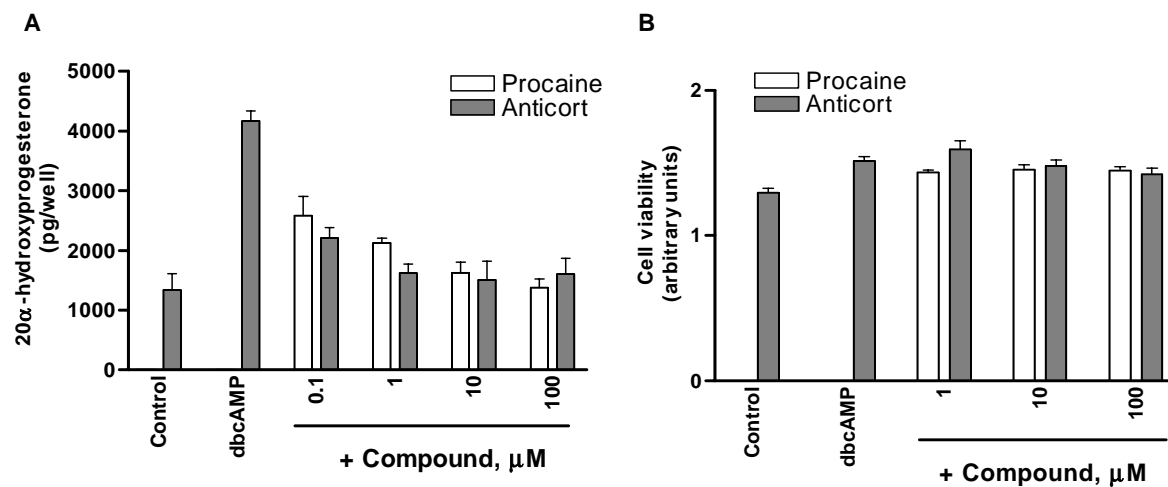 A
20α-hydroxyprogesterone
(pg/well)
5000
4000
3000
2000
1000
0
Procaine
Anticort
Control
dbcAMP
0.1
1
10
100
+ Compound, μM
B
Cell viability
(arbitrary units)
2
1
0
Procaine
Anticort
Control
dbcAMP
1
10
100
+ Compound, μM